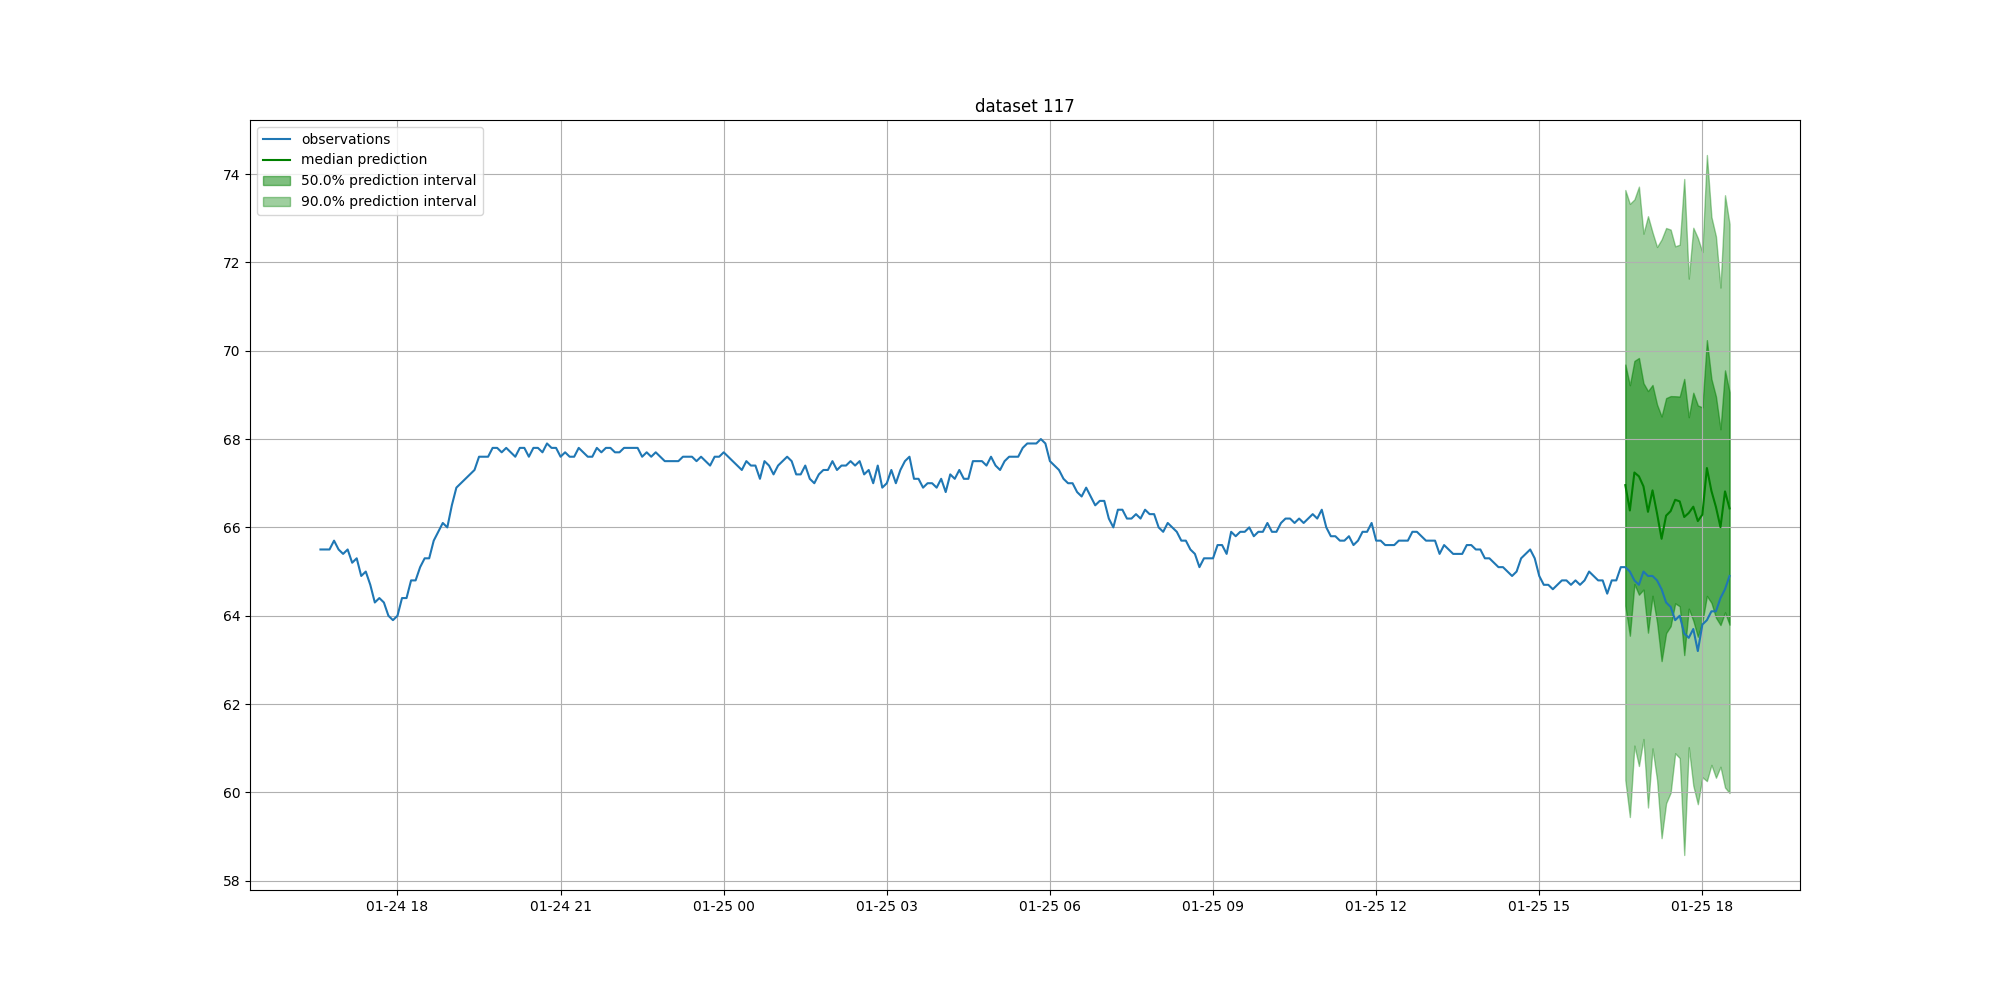 dataset 117
observations
median prediction
50.0% prediction interval
90.0% prediction interval
74
72
70
68
66
64
62
60
58
01-24 18 01-24 21 01-25 00 01-25 03 01-25 06 01-25 09 01-25 12 01-25 15 01-25 18